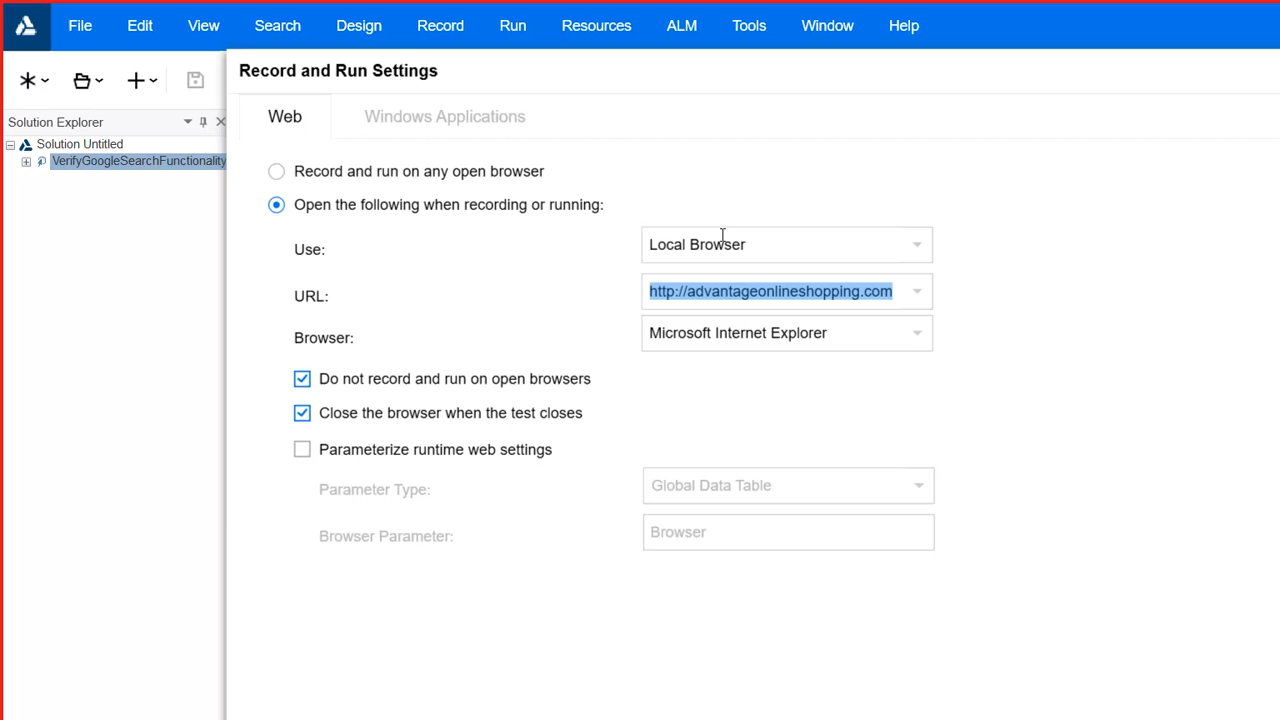 File Edit View Search Design Record Run Resources ALM Tools Window Help
Record and Run Settings
Web Windows Applications
Solution Explorer
Solution Untitled
VerifyGoogleSearchFunctionality
Record and run on any open browser
Open the following when recording or running:
Use: Local Browser
URL: http://advantageonlineshopping.com
Browser: Microsoft Internet Explorer
Do not record and run on open browsers
Close the browser when the test closes
Parameterize runtime web settings
Parameter Type: Global Data Table
Browser Parameter: Browser